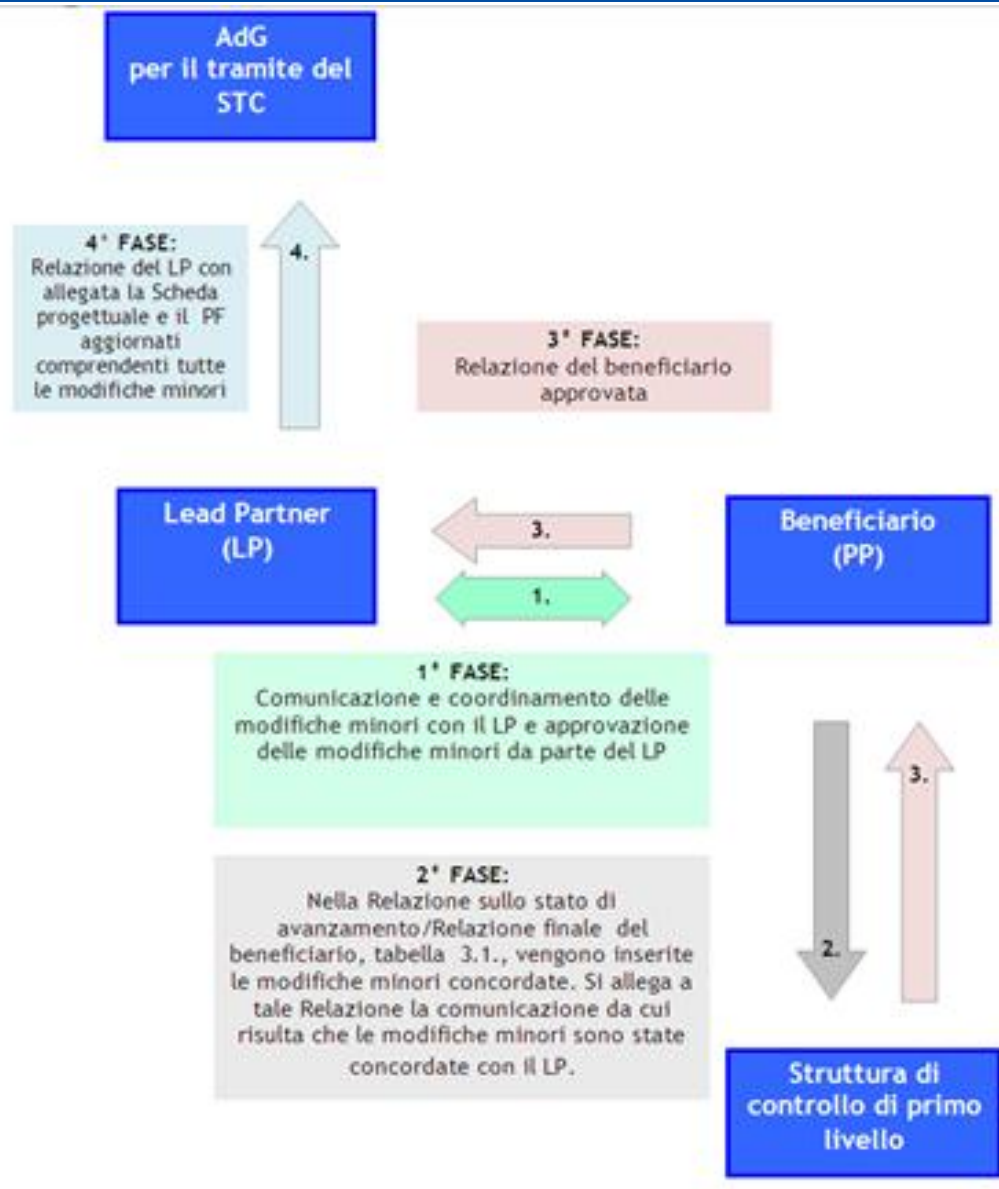 AdG
per il tramite del
STC
4° FASE:
Relazione del LP con
allegata la Scheda
progettuale e il PF
aggiornati
comprendenti tutte
le modifiche minori
4.
3° FASE:
Relazione del beneficiario
approvata
Lead Partner
(LP)
3.
1.
Beneficiario
(PP)
1° FASE:
Comunicazione e coordinamento delle
modifiche minori con il LP e approvazione
delle modifiche minori da parte del LP
2° FASE:
Nella Relazione sullo stato di
avanzamento/Relazione finale del
beneficiario, tabella 3.1., vengono inserite
le modifiche minori concordate. Si allega a
tale Relazione la comunicazione da cui
risulta che le modifiche minori sono state
concordate con il LP.
2.
3.
Struttura di
controllo di primo
livello